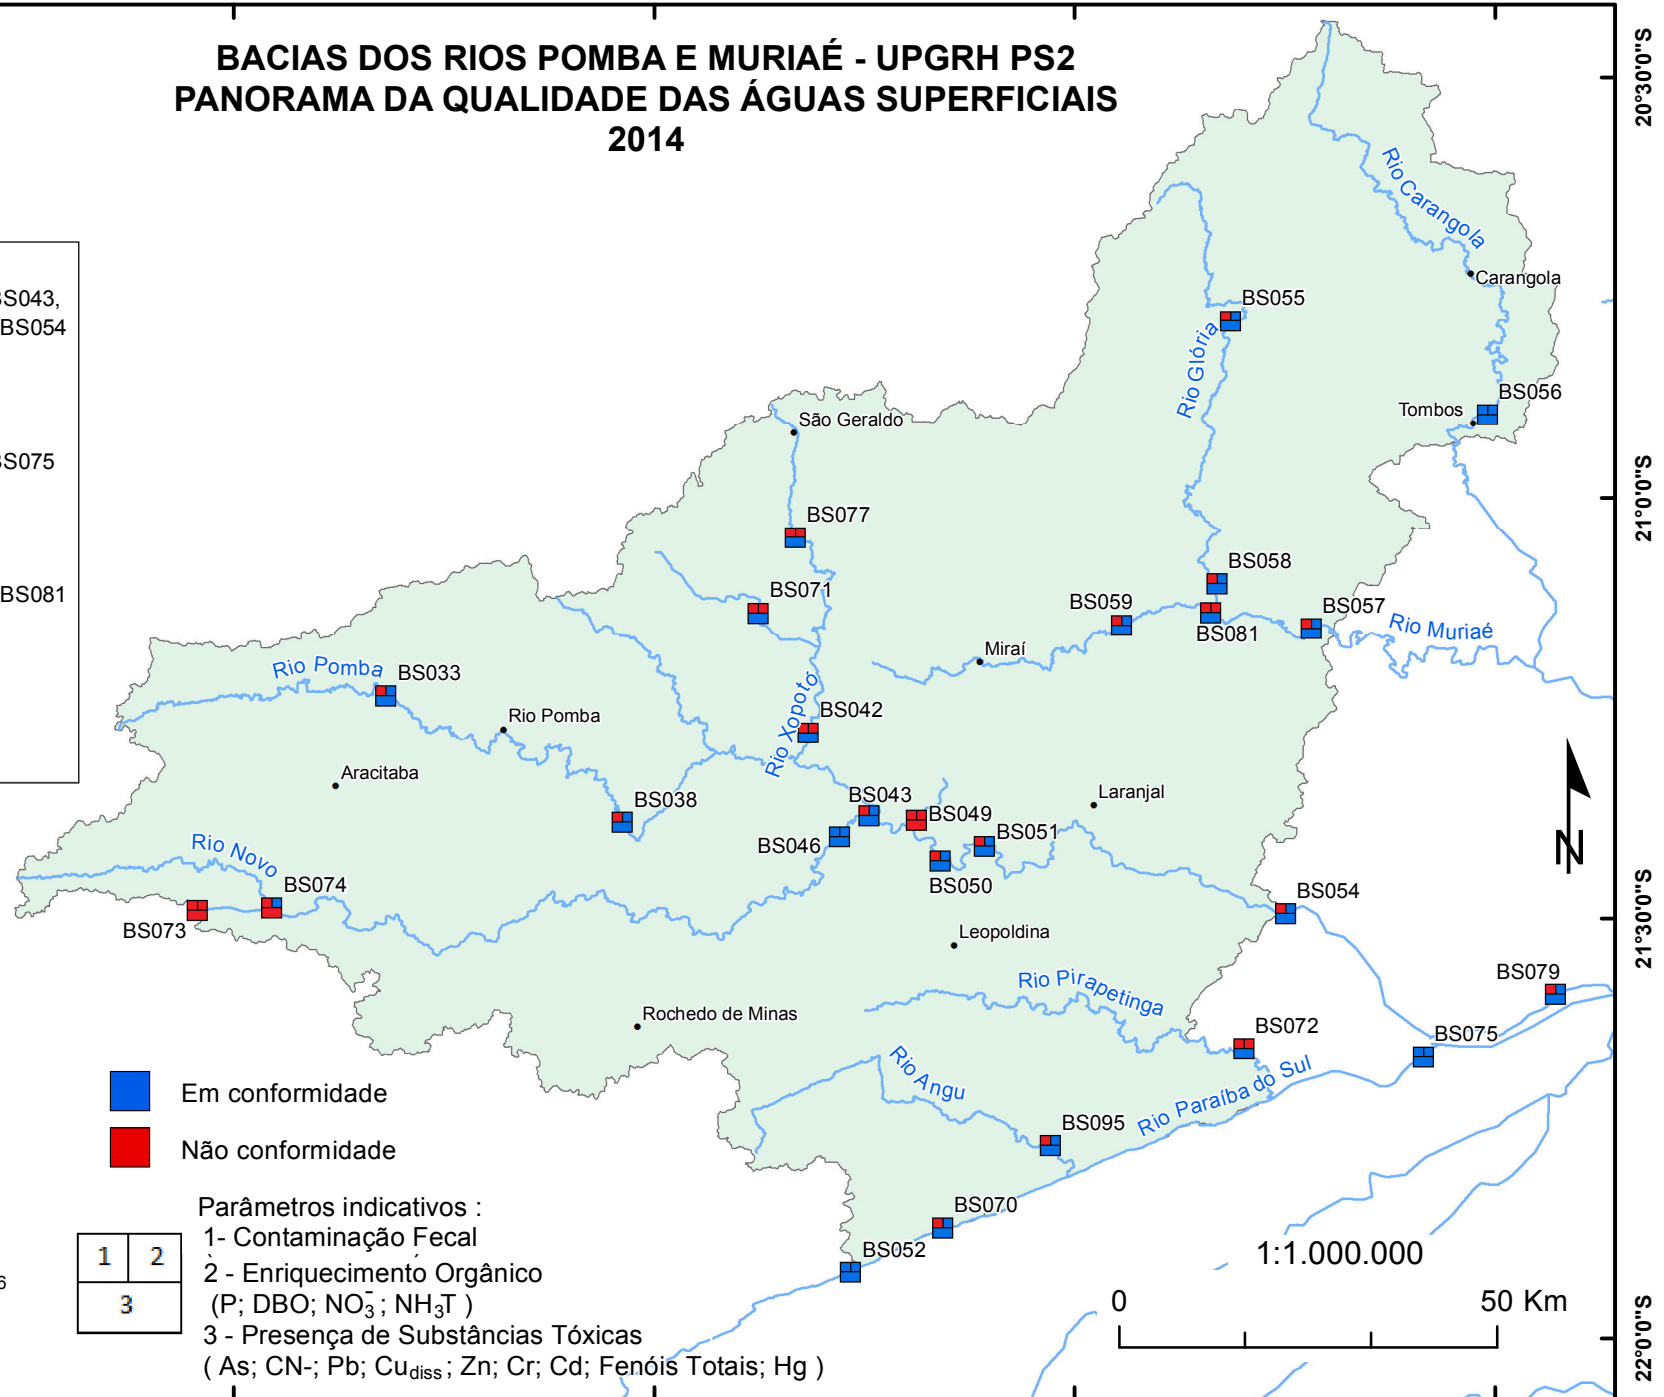 BACIAS DOS RIOS POMBA E MURIAÉ - UPGRH PS2
PANORAMA DA QUALIDADE DAS ÁGUAS SUPERFICIAIS
2014
20°30'0"S
Rio Carangola
Carangola
BS043,
BS054
BS055
Rio Glória
BS056
Tombos
São Geraldo
BS075
21°0'0"S
BS077
BS058
BS071
BS059
BS057
BS081
BS081
Rio Muriaé
Miraí
Rio Pomba
BS033
Rio Xopotó
BS042
Rio Pomba
Aracitaba
BS038
BS043
BS049
Laranjal
BS046
BS051
N
Rio Novo
BS074
BS050
BS054
21°30'0"S
BS073
Leopoldina
BS079
Rio Pirapetinga
Rochedo de Minas
BS072
BS075
Rio Angu
Rio Paraíba do Sul
Em conformidade
BS095
Não conformidade
BS070
BS052
Parâmetros indicativos :
1- Contaminação Fecal
2 - Enriquecimento Orgânico
(P; DBO; NO3-; NH3T )
3 - Presença de Substâncias Tóxicas
( As; CN-; Pb; Cudiss; Zn; Cr; Cd; Fenóis Totais; Hg )
1 2
3
6
1:1.000.000
0 50 Km
22°0'0"S